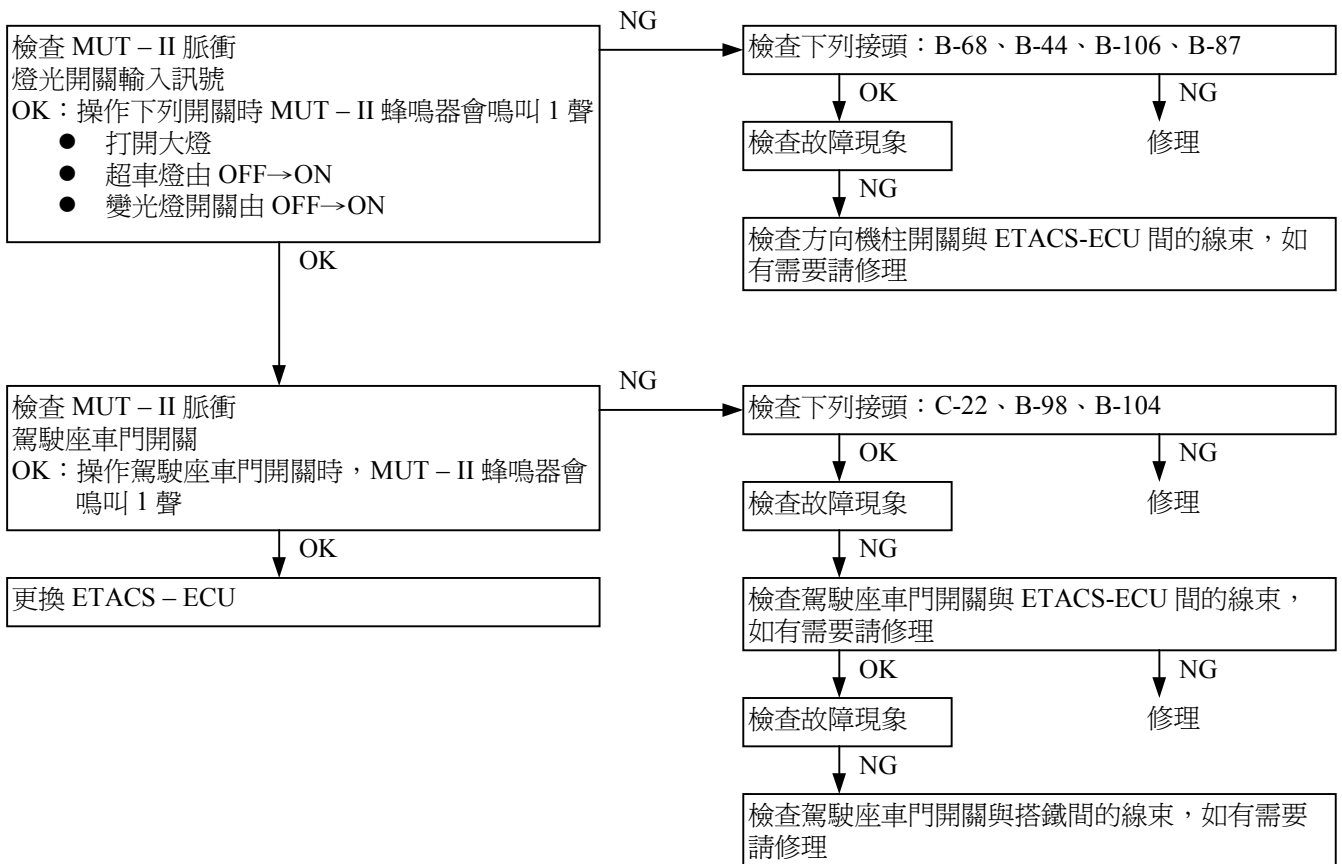 檢查 MUT – II 脈衝
燈光開關輸入訊號
OK：操作下列開關時 MUT – II 蜂鳴器會鳴叫 1 聲
● 打開大燈
● 超車燈由 OFF→ON
● 變光燈開關由 OFF→ON
NG
檢查下列接頭：B-68、B-44、B-106、B-87
OK
NG
檢查故障現象
修理
NG
檢查方向機柱開關與 ETACS-ECU 間的線束，如
有需要請修理
OK
檢查 MUT – II 脈衝
駕駛座車門開關
OK：操作駕駛座車門開關時，MUT – II 蜂鳴器會
鳴叫 1 聲
NG
檢查下列接頭：C-22、B-98、B-104
OK
NG
檢查故障現象
修理
OK
NG
更換 ETACS – ECU
檢查駕駛座車門開關與 ETACS-ECU 間的線束，
如有需要請修理
OK
NG
檢查故障現象
修理
NG
檢查駕駛座車門開關與搭鐵間的線束，如有需要
請修理